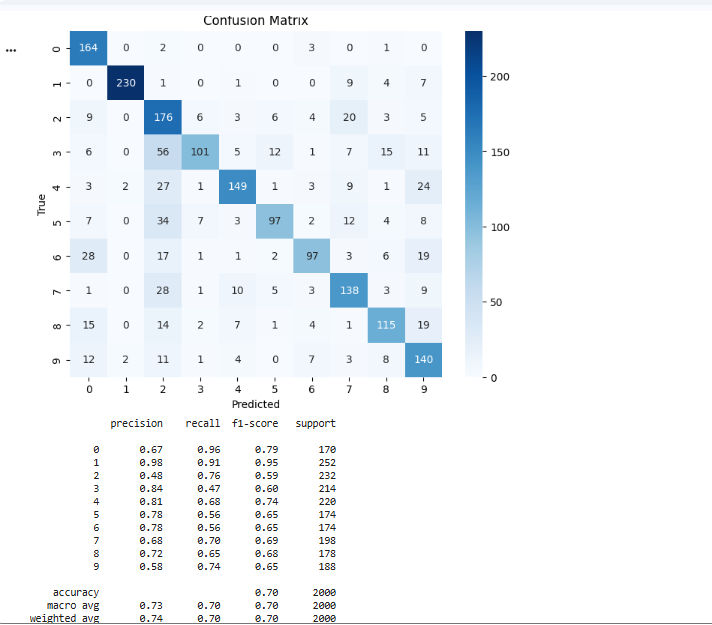 Confusion Matrix
...
0 164 0 2 0 0 0 3 0 1 0
1 0 230 1 0 1 0 0 9 4 7
2 9 0 176 6 3 6 4 20 3 5
3 6 0 56 101 5 12 1 7 15 11
4 3 2 27 1 149 1 3 9 1 24
5 7 0 34 7 3 97 2 12 4 8
6 28 0 17 1 1 2 97 3 6 19
7 1 0 28 1 10 5 3 138 3 9
8 15 0 14 2 7 1 4 1 115 19
9 12 2 11 1 4 0 7 3 8 140
True
0 1 2 3 4 5 6 7 8 9
Predicted
200
150
100
50
0
precision recall f1-score support
0 0.67 0.96 0.79 170
1 0.98 0.91 0.95 252
2 0.48 0.76 0.59 232
3 0.84 0.47 0.60 214
4 0.81 0.68 0.74 220
5 0.78 0.56 0.65 174
6 0.78 0.56 0.65 174
7 0.68 0.70 0.69 198
8 0.72 0.65 0.68 178
9 0.58 0.74 0.65 188
accuracy 0.70 2000
macro avg 0.73 0.70 0.70 2000
weighted avg 0.74 0.70 0.70 2000